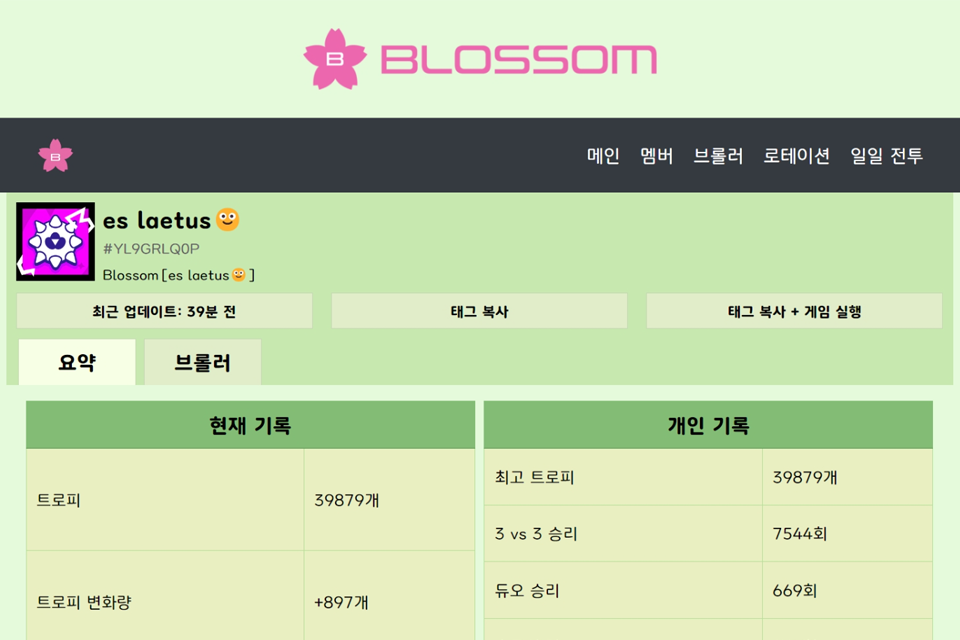 B BLOSSOM
B
메인 멤버 브롤러 로테이션 일일 전투
es laetus🙂
#YL9GRLQ0P
Blossom[es laetus🙂]
최근 업데이트: 39분 전
태그 복사
태그 복사 + 게임 실행
요약 브롤러
현재 기록
트로피 39879개
트로피 변화량 +897개
개인 기록
최고 트로피 39879개
3 vs 3 승리 7544회
듀오 승리 669회